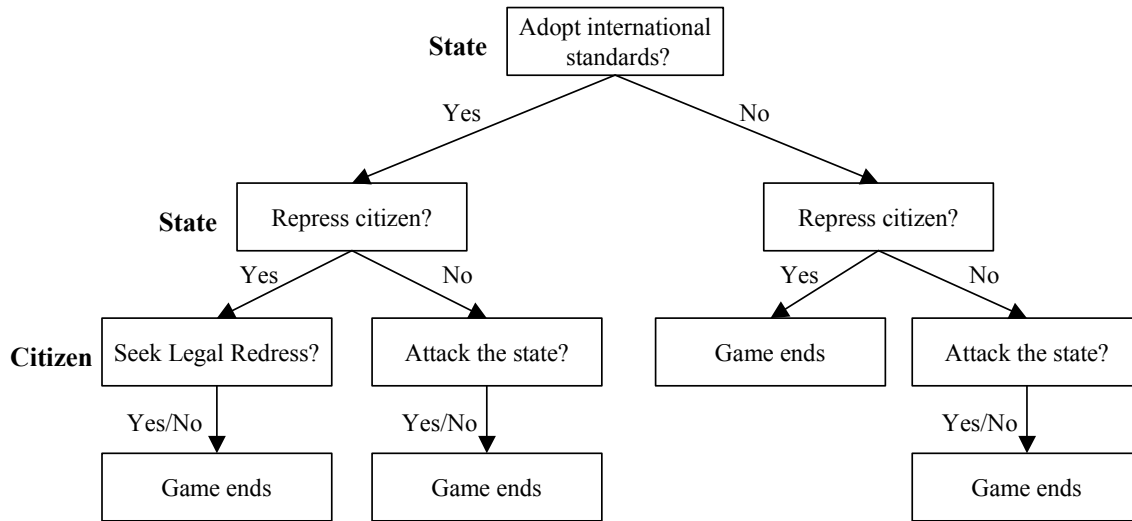 Adopt international
standards?
State
Yes
No
State
Repress citizen?
Repress citizen?
Yes
No
Yes
No
Citizen
Seek Legal Redress?
Attack the state?
Game ends
Attack the state?
Yes/No
Yes/No
Yes/No
Game ends
Game ends
Game ends